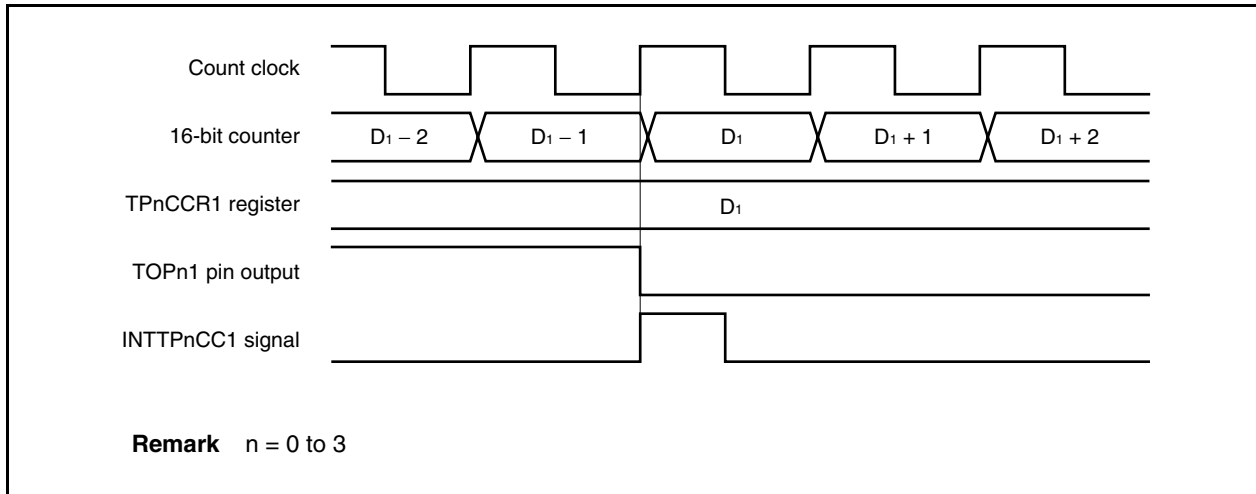 Count clock
16-bit counter
D1 – 2
D1 – 1
D1
D1 + 1
D1 + 2
TPnCCR1 register
D1
TOPn1 pin output
INTTPnCC1 signal
Remark n = 0 to 3